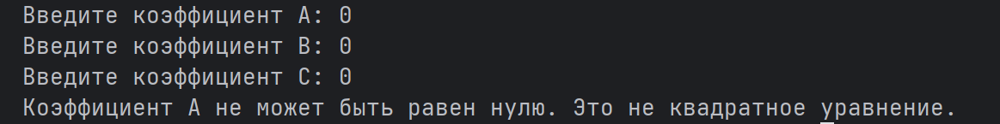 Введите коэффициент A: 0
Введите коэффициент B: 0
Введите коэффициент C: 0
Коэффициент A не может быть равен нулю. Это не квадратное уравнение.